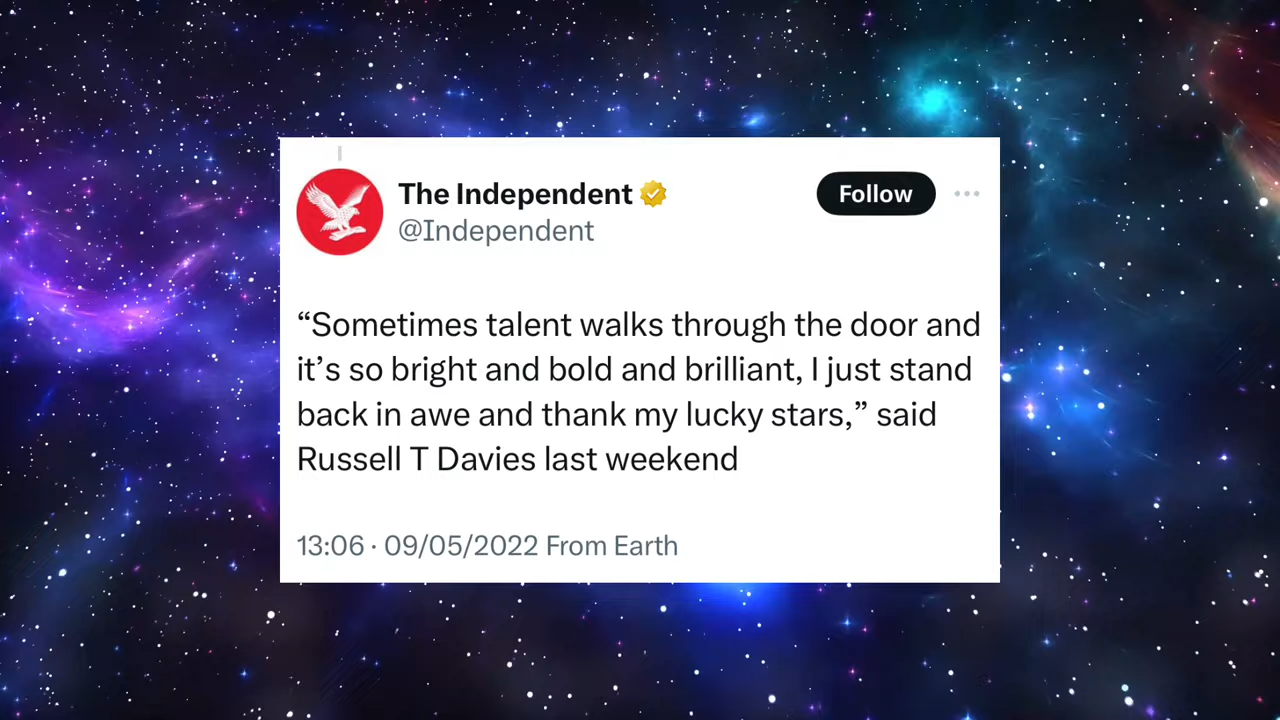 The Independent
@Independent
Follow
“Sometimes talent walks through the door and
it’s so bright and bold and brilliant, I just stand
back in awe and thank my lucky stars,” said
Russell T Davies last weekend
13:06 · 09/05/2022 From Earth